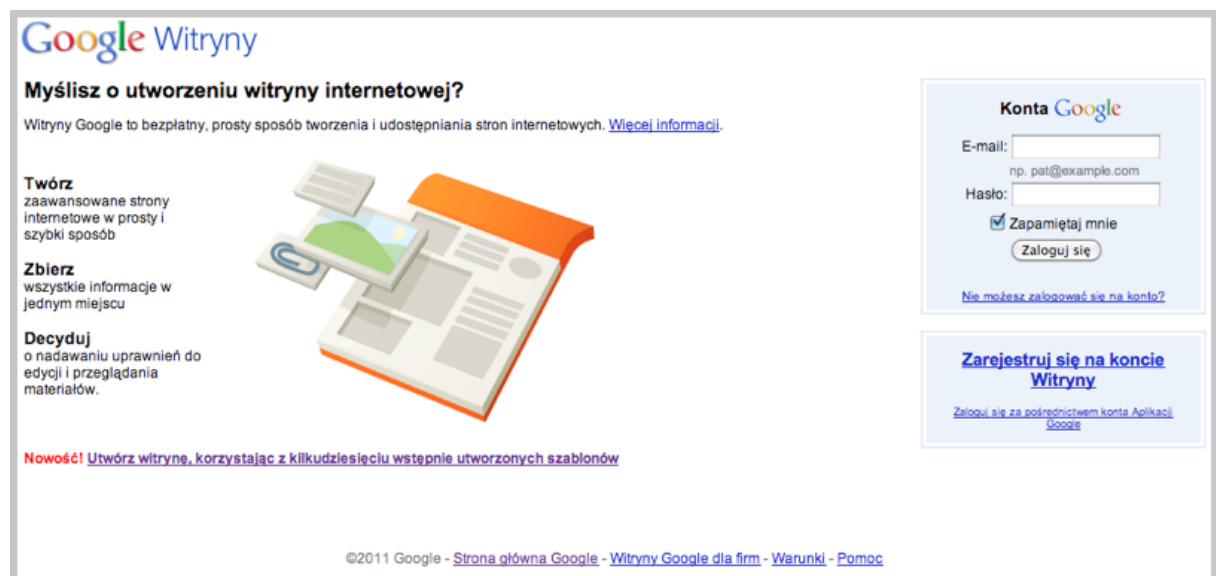 Google Witryny
Myślisz o utworzeniu witryny internetowej?
Witryny Google to bezpłatny, prosty sposób tworzenia i udostępniania stron internetowych. Więcej informacji.
Twórz
zaawansowane strony
internetowe w prosty i
szybki sposób
Zbierz
wszystkie informacje w
jednym miejscu
Decyduj
o nadawaniu uprawnień do
edycji i przeglądania
materiałów.
Nowość! Utwórz witrynę, korzystając z kilkudziesięciu wstępnie utworzonych szablonów
Konta Google
E-mail:
np. pat@example.com
Hasło:
Zapamiętaj mnie
Zaloguj się
Nie możesz zalogować się na konto?
Zarejestruj się na koncie
Witryny
Zaloguj się za pośrednictwem konta Aplikacji
Google
©2011 Google - Strona główna Google - Witryny Google dla firm - Warunki - Pomoc